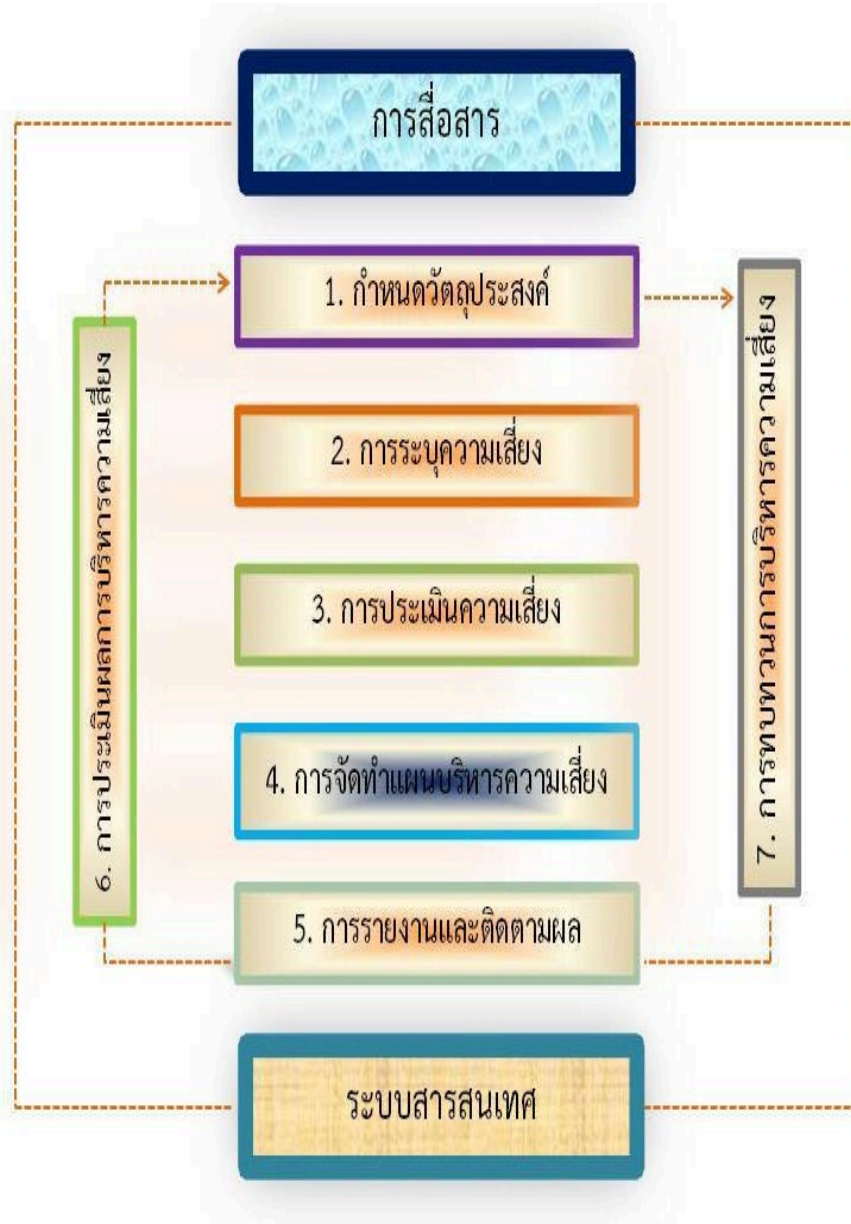 การสื่อสาร
1. กำหนดวัตถุประสงค์
2. การระบุความเสี่ยง
3. การประเมินความเสี่ยง
4. การจัดทำแผนบริหารความเสี่ยง
5. การรายงานและติดตามผล
6. การประเมินผลการบริหารความเสี่ยง
7. การทบทวนการบริหารความเสี่ยง
ระบบสารสนเทศ